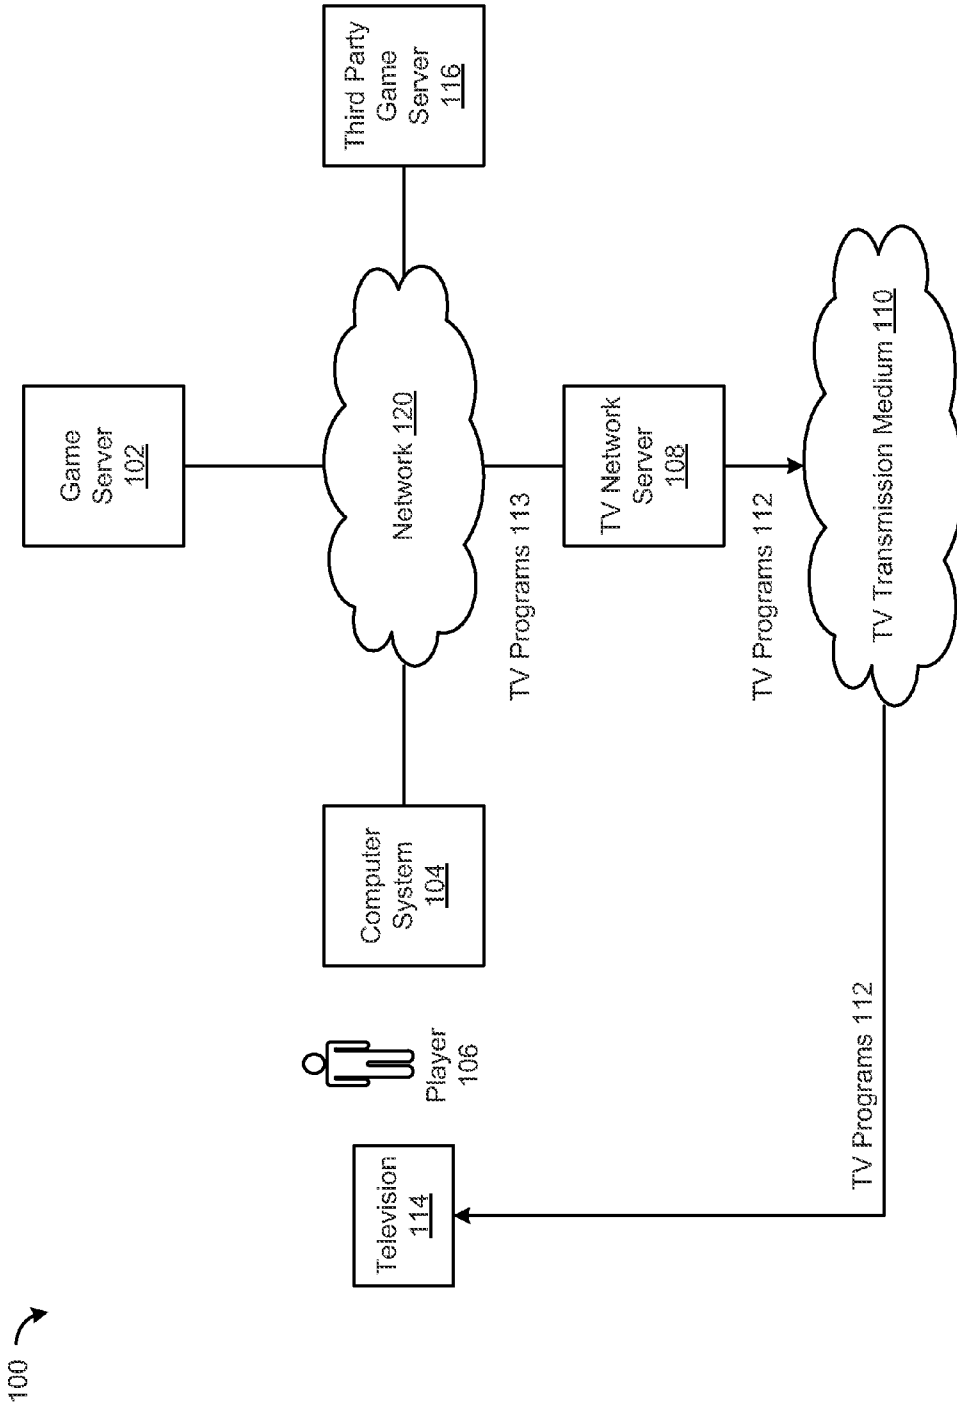 100
Game
Server
102
Third Party
Game
Server
116
Network 120
Computer
System
104
Player
106
Television
114
TV Programs 113
TV Network
Server
108
TV Programs 112
TV Transmission Medium 110
TV Programs 112